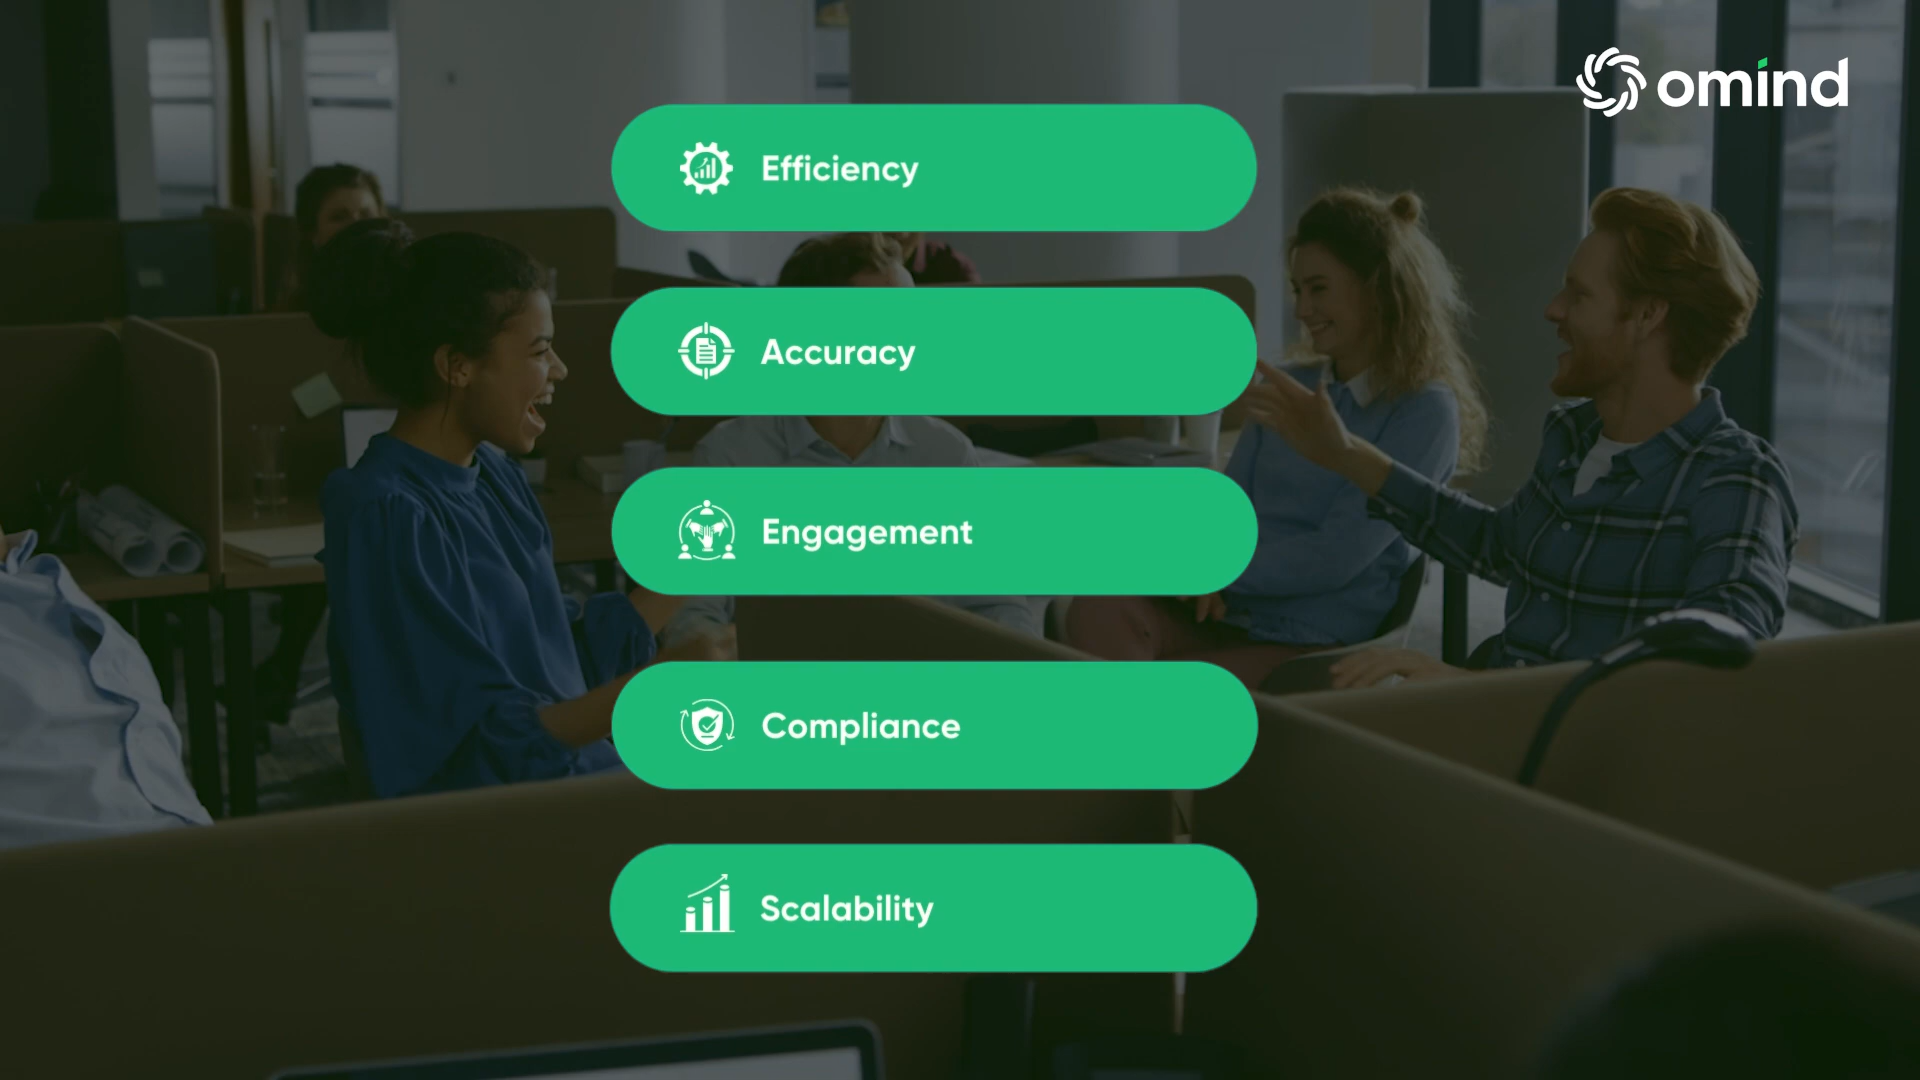 omind
Efficiency
Accuracy
Engagement
Compliance
Scalability